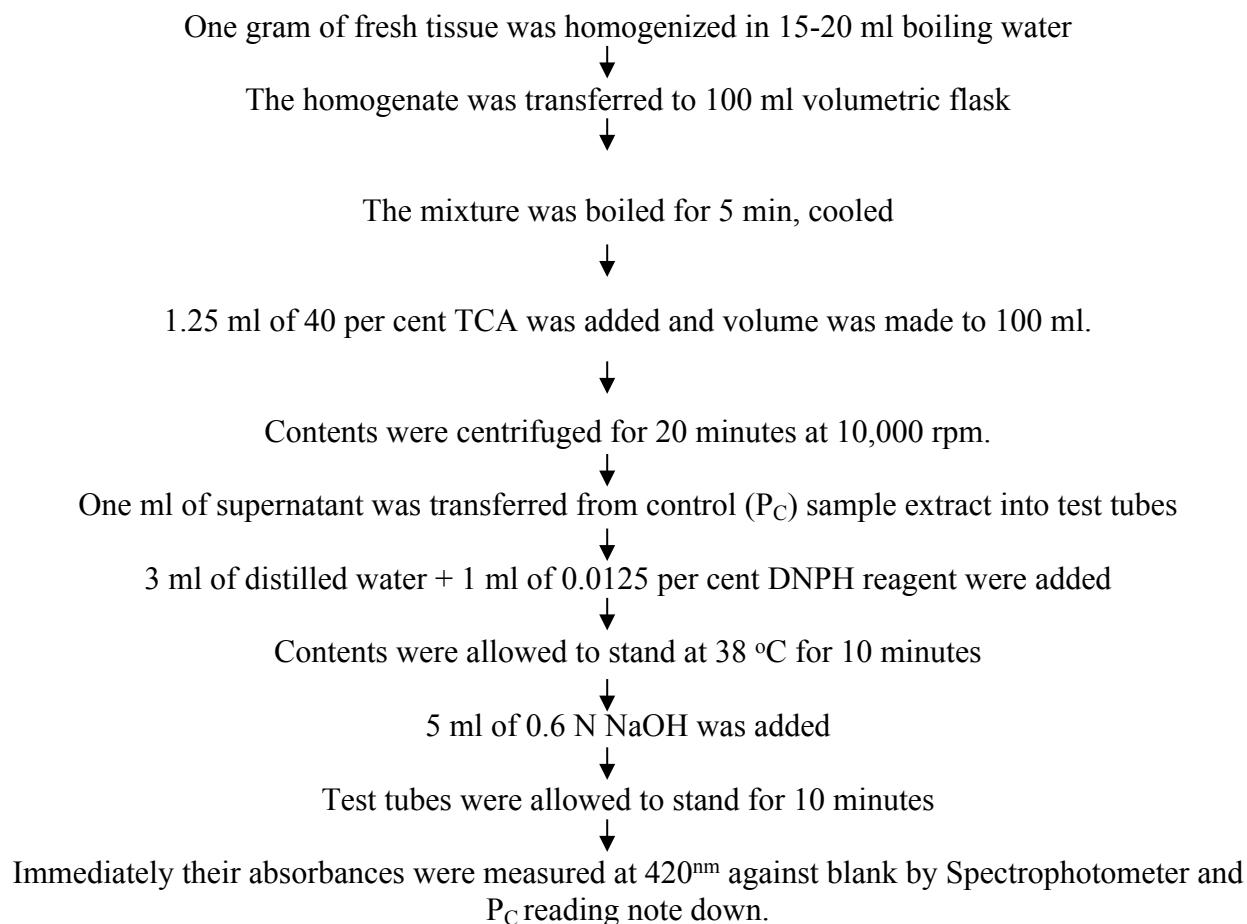 One gram of fresh tissue was homogenized in 15-20 ml boiling water
The homogenate was transferred to 100 ml volumetric flask
The mixture was boiled for 5 min, cooled
1.25 ml of 40 per cent TCA was added and volume was made to 100 ml.
Contents were centrifuged for 20 minutes at 10,000 rpm.
One ml of supernatant was transferred from control (PC) sample extract into test tubes
3 ml of distilled water + 1 ml of 0.0125 per cent DNPH reagent were added
Contents were allowed to stand at 38 oC for 10 minutes
5 ml of 0.6 N NaOH was added
Test tubes were allowed to stand for 10 minutes
Immediately their absorbances were measured at 420nm against blank by Spectrophotometer and
PC reading note down.